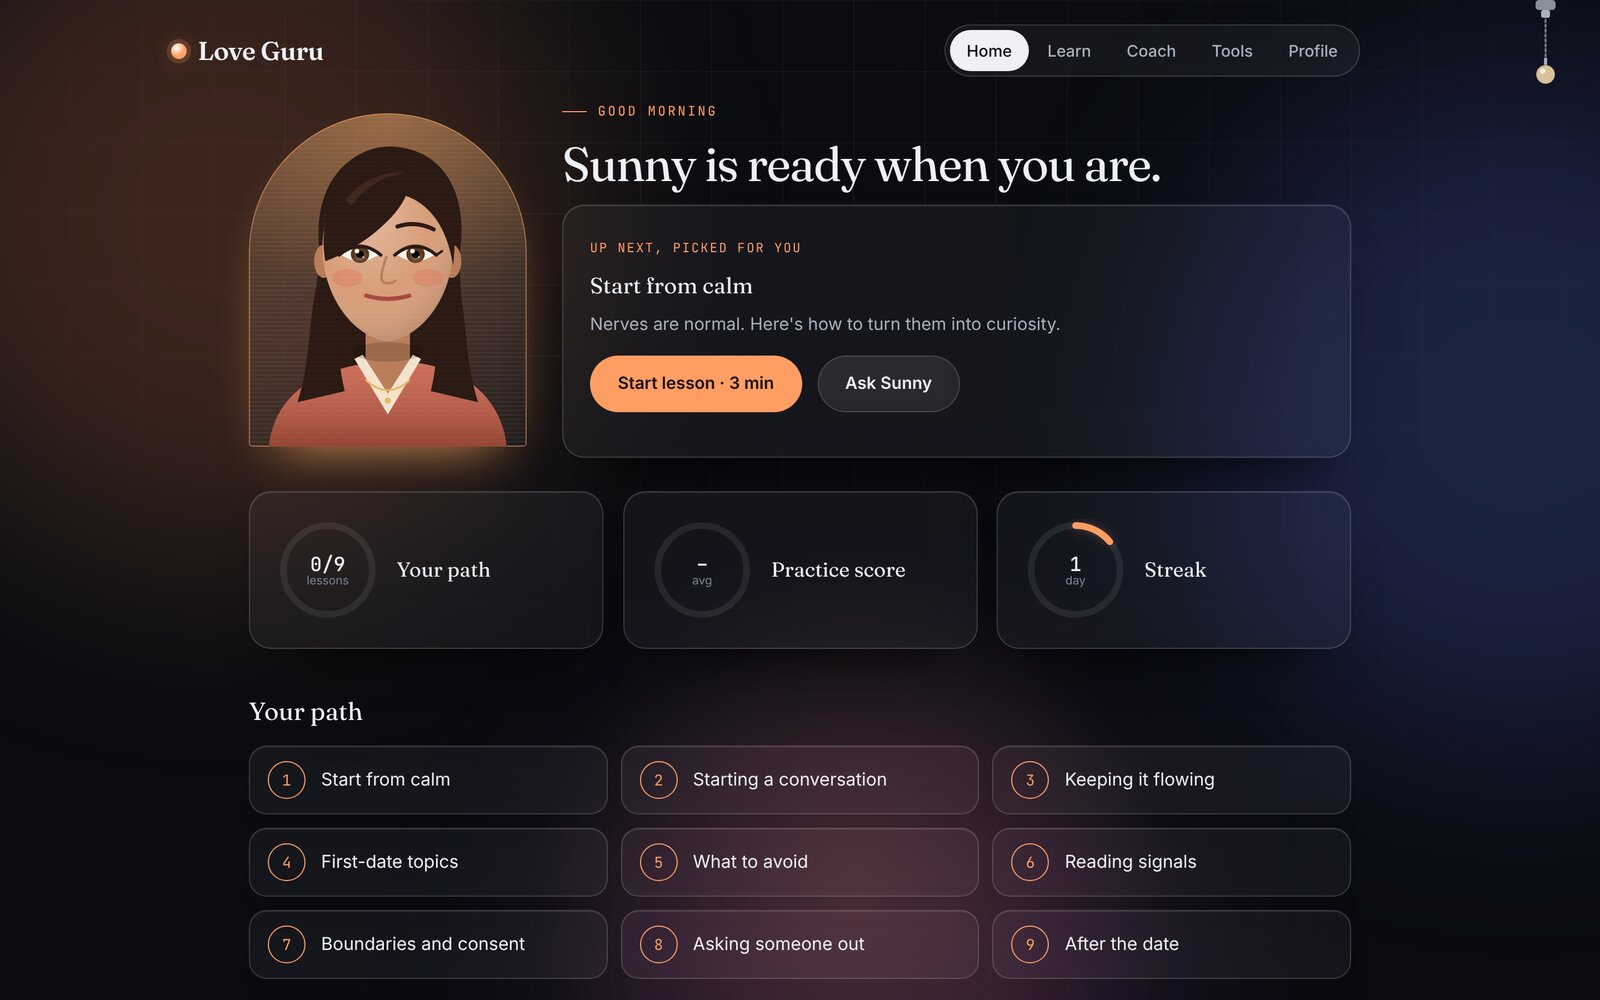 Love Guru
Home
Learn
Coach
Tools
Profile
GOOD MORNING
Sunny is ready when you are.
UP NEXT, PICKED FOR YOU
Start from calm
Nerves are normal. Here's how to turn them into curiosity.
Start lesson · 3 min
Ask Sunny
0/9
lessons
Your path
–
avg
Practice score
1
day
Streak
Your path
1 Start from calm
2 Starting a conversation
3 Keeping it flowing
4 First-date topics
5 What to avoid
6 Reading signals
7 Boundaries and consent
8 Asking someone out
9 After the date